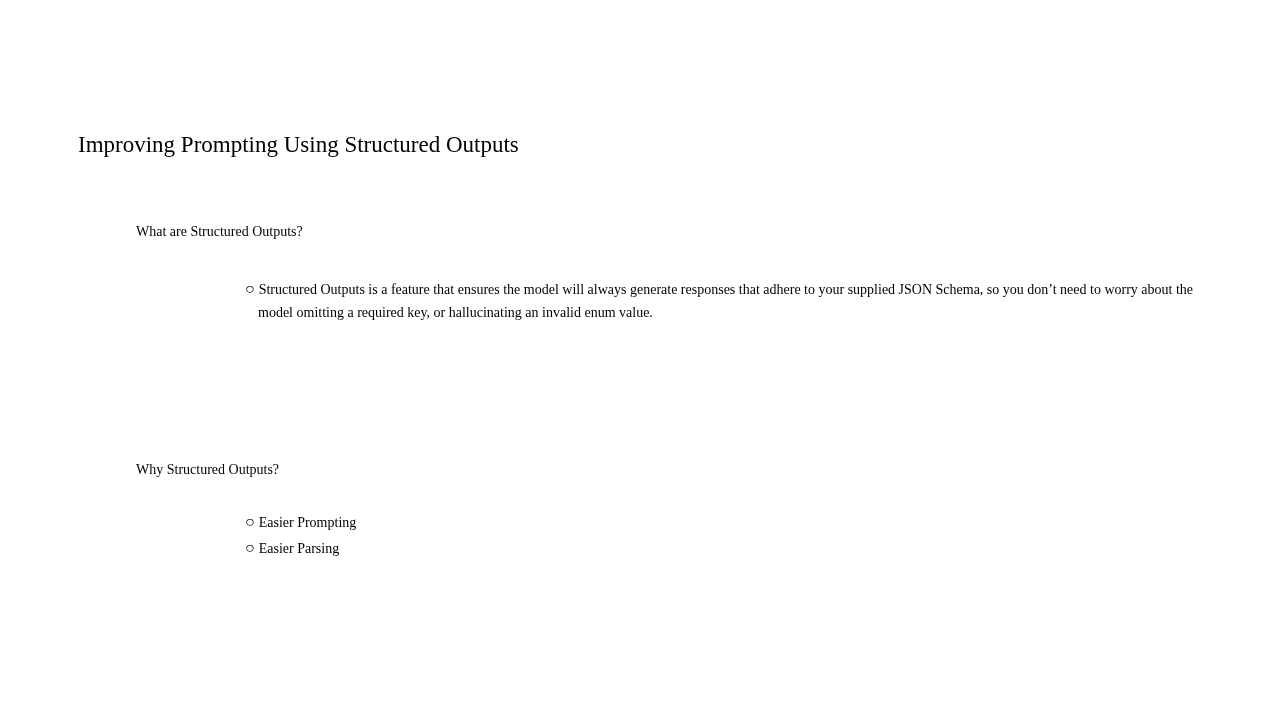 Improving Prompting Using Structured Outputs
What are Structured Outputs?
○ Structured Outputs is a feature that ensures the model will always generate responses that adhere to your supplied JSON Schema, so you don’t need to worry about the
model omitting a required key, or hallucinating an invalid enum value.
Why Structured Outputs?
○ Easier Prompting
○ Easier Parsing